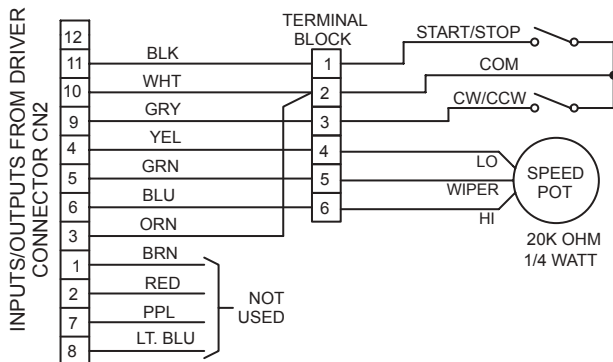 INPUTS/OUTPUTS FROM DRIVER
CONNECTOR CN2
TERMINAL
BLOCK
12
11 BLK 1 START/STOP
10 WHT 2 COM
9 GRY 3 CW/CCW
4 YEL 4 LO
5 GRN 5 WIPER
6 BLU 6 HI
3 ORN
1 BRN
2 RED
7 PPL
8 LT. BLU
NOT
USED
SPEED
POT
20K OHM
1/4 WATT